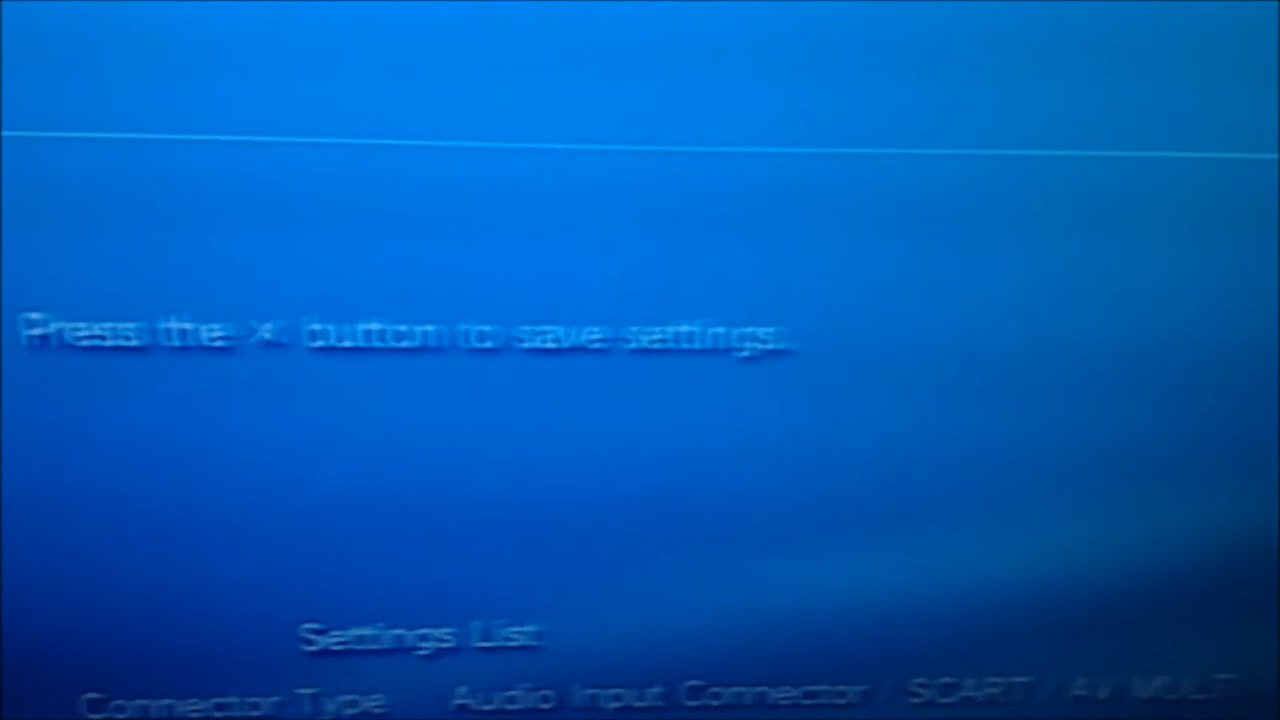 Press the × button to save settings.
Settings List
Connector Type Audio Input Connector / SCART / AV MULTI